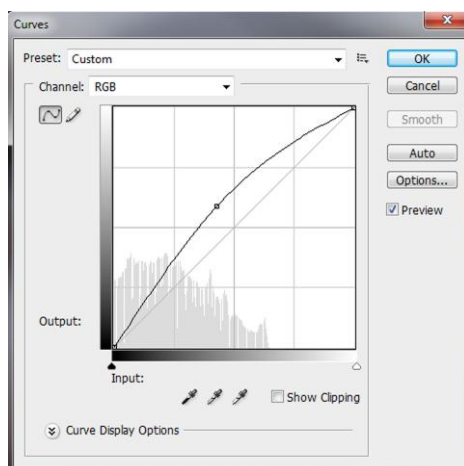 Curves
Preset: Custom
OK
Channel: RGB
Cancel
Smooth
Auto
Options...
Preview
Output:
Input:
Show Clipping
Curve Display Options